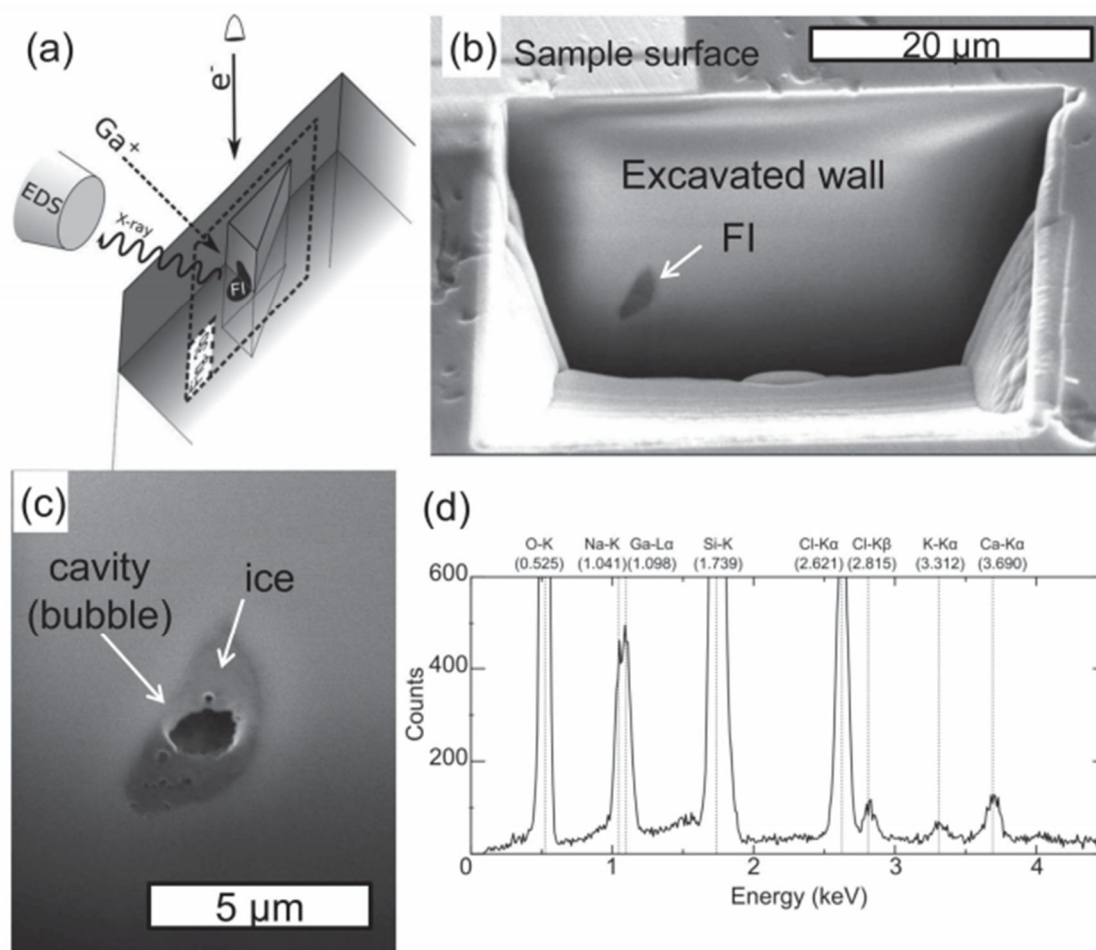 (a)
e-
Ga+
EDS
X-ray
FI
(b)
Sample surface
20 µm
Excavated wall
FI
(c)
cavity
(bubble)
ice
5 µm
(d)
O-K Na-K Ga-Lα Si-K Cl-Kα Cl-Kβ K-Kα Ca-Kα
(0.525) (1.041) (1.098) (1.739) (2.621) (2.815) (3.312) (3.690)
600
400
200
Counts
0 1 2 3 4
Energy (keV)